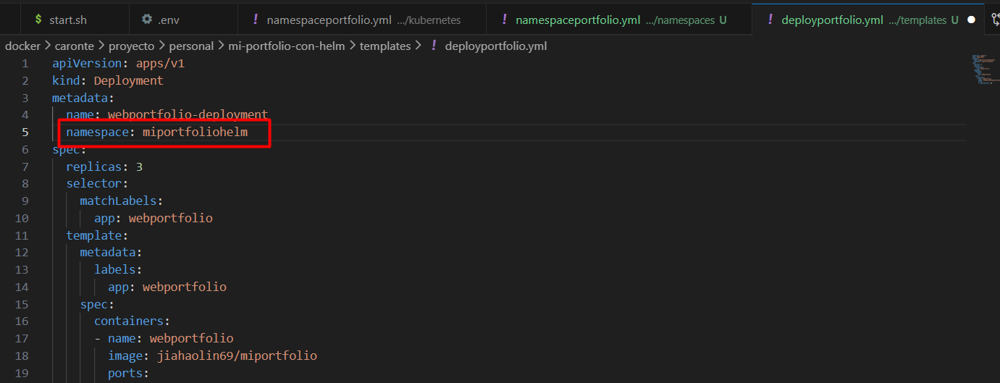 $ start.sh .env ! namespaceportfolio.yml .../kubernetes ! namespaceportfolio.yml .../namespaces U ! deployportfolio.yml .../templates U
docker > caronte > proyecto > personal > mi-portfolio-con-helm > templates > ! deployportfolio.yml
1 apiVersion: apps/v1
2 kind: Deployment
3 metadata:
4 name: webportfolio-deployment
5 namespace: miportfoliohelm
6 spec:
7 replicas: 3
8 selector:
9 matchLabels:
10 app: webportfolio
11 template:
12 metadata:
13 labels:
14 app: webportfolio
15 spec:
16 containers:
17 - name: webportfolio
18 image: jiahaolin69/miportfolio
19 ports: